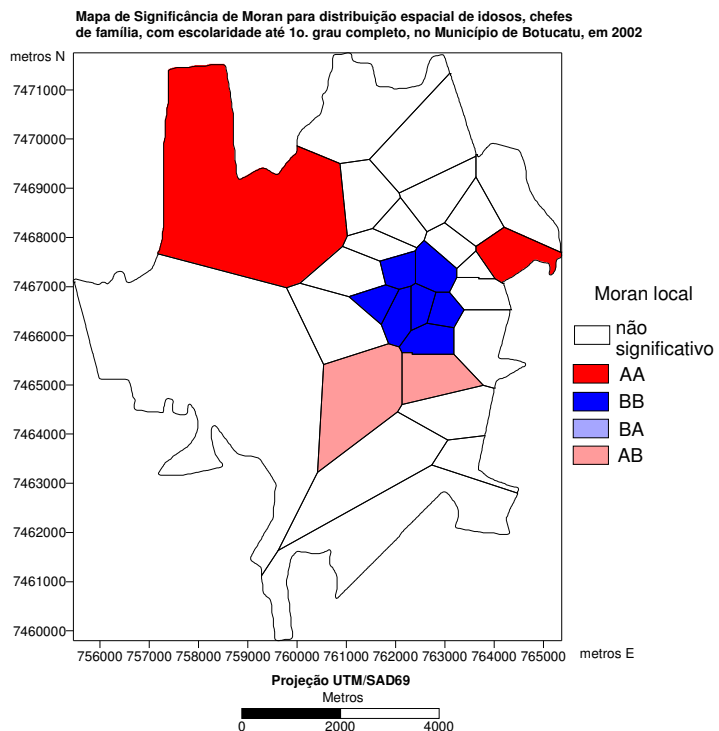 Mapa de Significância de Moran para distribuição espacial de idosos, chefes
de família, com escolaridade até 1o. grau completo, no Município de Botucatu, em 2002
metros N
7471000
7470000
7469000
7468000
7467000
7466000
7465000
7464000
7463000
7462000
7461000
7460000
Moran local
não
significativo
AA
BB
BA
AB
756000 757000 758000 759000 760000 761000 762000 763000 764000 765000
metros E
Projeção UTM/SAD69
Metros
0 2000 4000